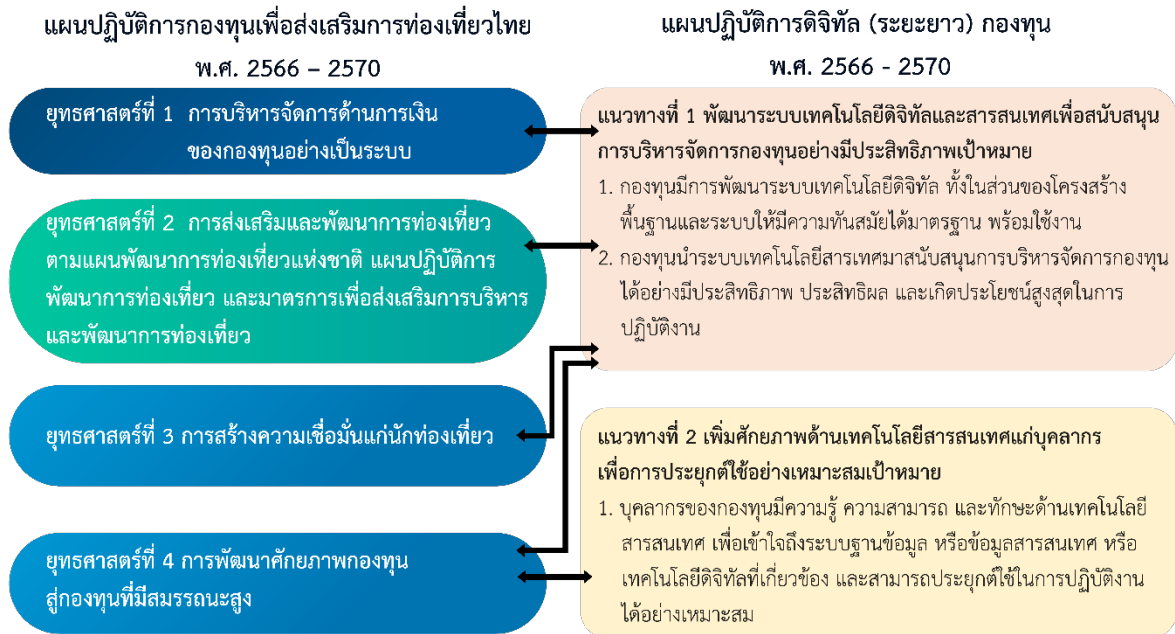 แผนปฏิบัติการกองทุนเพื่อส่งเสริมการท่องเที่ยวไทย
พ.ศ. 2566 – 2570
ยุทธศาสตร์ที่ 1 การบริหารจัดการด้านการเงิน
ของกองทุนอย่างเป็นระบบ
ยุทธศาสตร์ที่ 2 การส่งเสริมและพัฒนาการท่องเที่ยว
ตามแผนพัฒนาการท่องเที่ยวแห่งชาติ แผนปฏิบัติการ
พัฒนาการท่องเที่ยว และมาตรการเพื่อส่งเสริมการบริหาร
และพัฒนาการท่องเที่ยว
ยุทธศาสตร์ที่ 3 การสร้างความเชื่อมั่นแก่นักท่องเที่ยว
ยุทธศาสตร์ที่ 4 การพัฒนาศักยภาพกองทุน
สู่กองทุนที่มีสมรรถนะสูง
แผนปฏิบัติการดิจิทัล (ระยะยาว) กองทุน
พ.ศ. 2566 - 2570
แนวทางที่ 1 พัฒนาระบบเทคโนโลยีดิจิทัลและสารสนเทศเพื่อสนับสนุน
การบริหารจัดการกองทุนอย่างมีประสิทธิภาพเป้าหมาย
1. กองทุนมีการพัฒนาระบบเทคโนโลยีดิจิทัล ทั้งในส่วนของโครงสร้าง
พื้นฐานและระบบให้มีความทันสมัยได้มาตรฐาน พร้อมใช้งาน
2. กองทุนนำระบบเทคโนโลยีสารเทศมาสนับสนุนการบริหารจัดการกองทุน
ได้อย่างมีประสิทธิภาพ ประสิทธิผล และเกิดประโยชน์สูงสุดในการ
ปฏิบัติงาน
แนวทางที่ 2 เพิ่มศักยภาพด้านเทคโนโลยีสารสนเทศแก่บุคลากร
เพื่อการประยุกต์ใช้อย่างเหมาะสมเป้าหมาย
1. บุคลากรของกองทุนมีความรู้ ความสามารถ และทักษะด้านเทคโนโลยี
สารสนเทศ เพื่อเข้าใจถึงระบบฐานข้อมูล หรือข้อมูลสารสนเทศ หรือ
เทคโนโลยีดิจิทัลที่เกี่ยวข้อง และสามารถประยุกต์ใช้ในการปฏิบัติงาน
ได้อย่างเหมาะสม